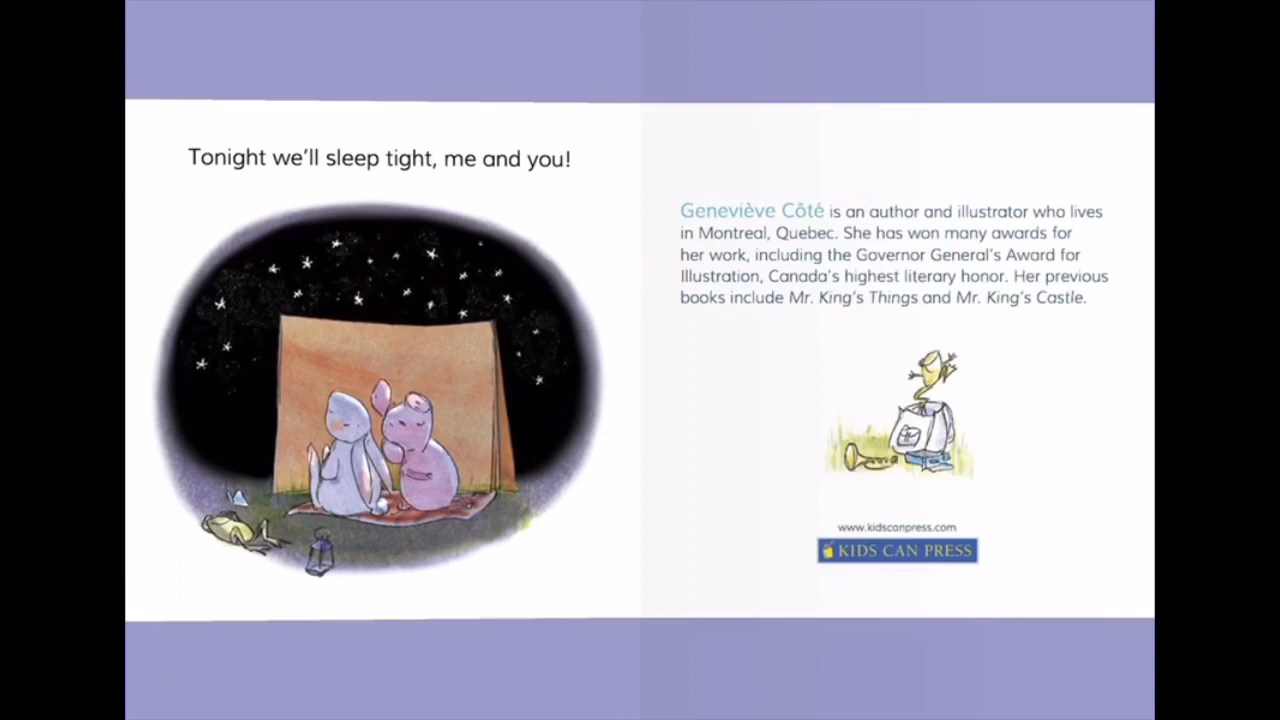 Tonight we'll sleep tight, me and you!
Geneviève Côté is an author and illustrator who lives
in Montreal, Quebec. She has won many awards for
her work, including the Governor General's Award for
Illustration, Canada's highest literary honor. Her previous
books include Mr. King's Things and Mr. King's Castle.
www.kidscanpress.com
KIDS CAN PRESS